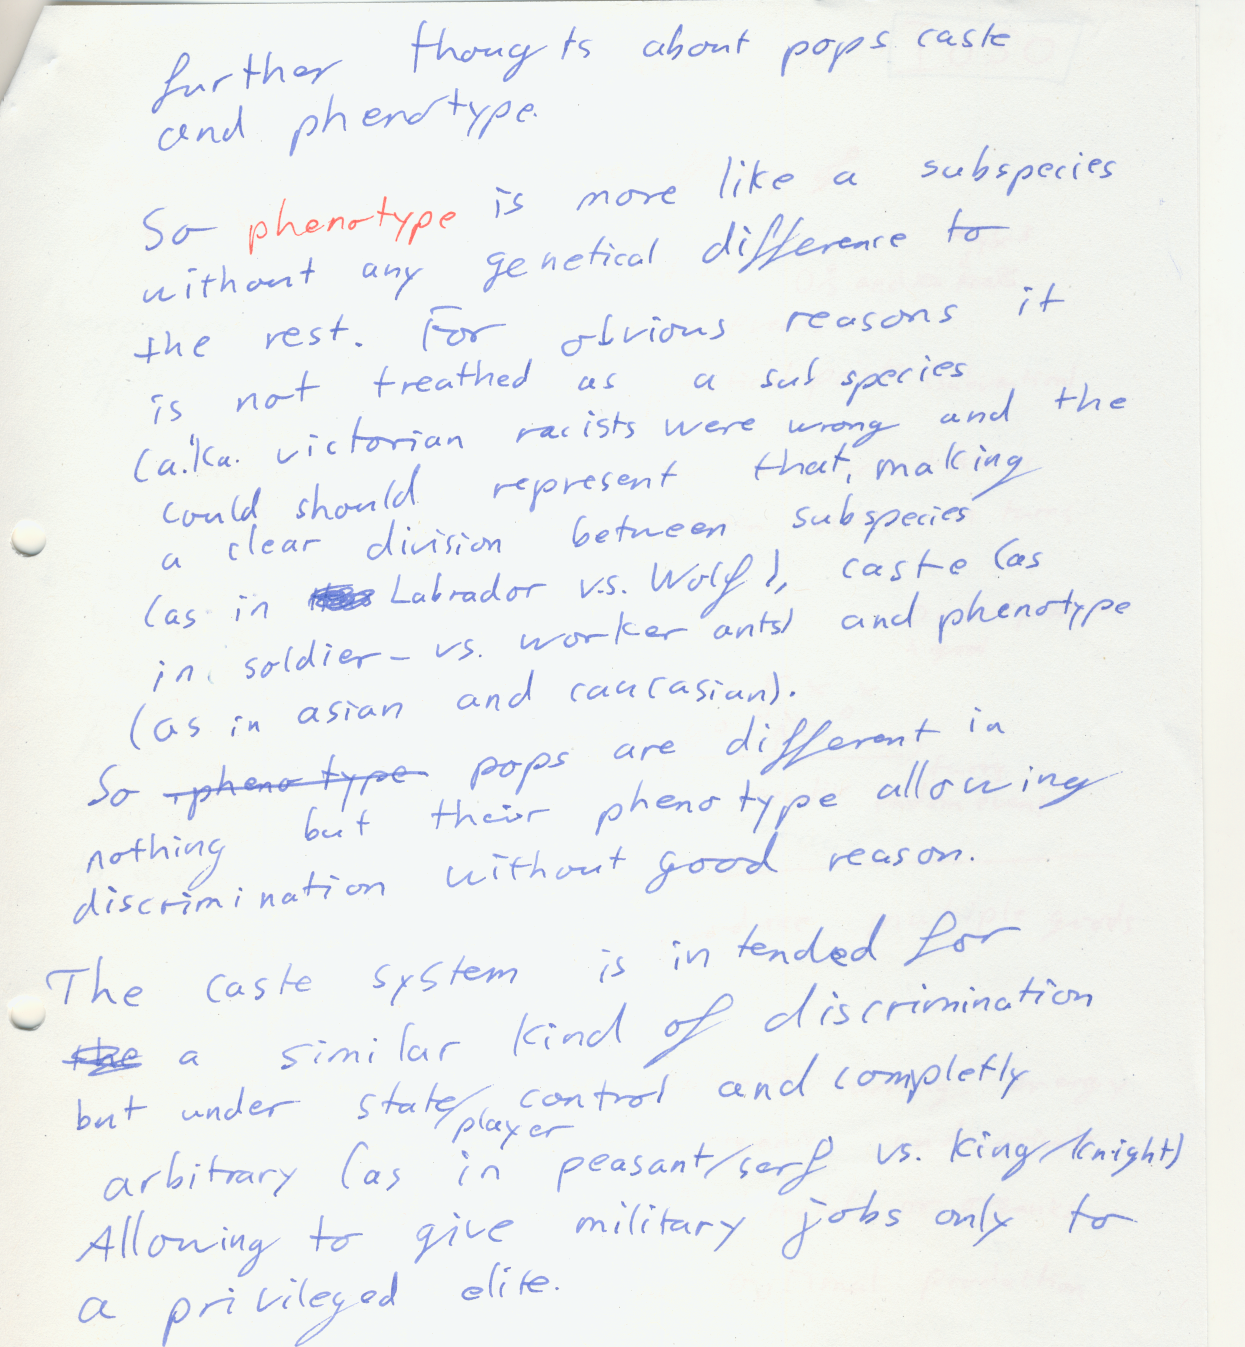 further thougts about pops caste
and phenotype.
So phenotype is more like a subspecies
without any genetical difference to
the rest. For obvious reasons it
is not treathed as a sub species
(a.k.a. victorian racists were wrong and the
could should represent that, making
a clear division between subspecies
(as in Labrador v.s. Wolf), caste (as
in soldier- vs. worker ants) and phenotype
(as in asian and caucasian).
So phenotype pops are different in
nothing but their phenotype allowing
discrimination without good reason.
The caste system is intended for
the a similar kind of discrimination
but under state/player control and completly
arbitrary (as in peasant/serf vs. king/knight)
Allowing to give military jobs only to
a privileged elite.